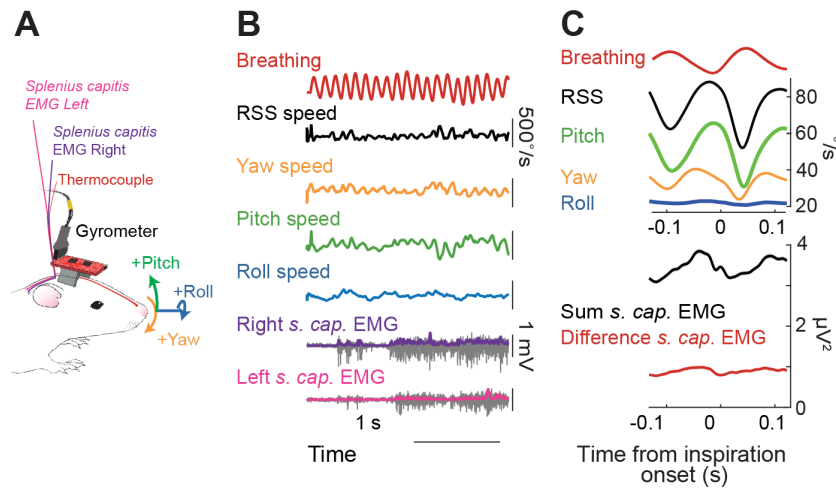 A
Splenius capitis
EMG Left
Splenius capitis
EMG Right
Thermocouple
Gyrometer
+Pitch
+Roll
+Yaw
B
Breathing
RSS speed
500°/s
Yaw speed
Pitch speed
Roll speed
Right s. cap. EMG
1 mV
Left s. cap. EMG
1 s
Time
C
Breathing
RSS
Pitch
Yaw
Roll
80
60
40
20
°/s
-0.1
0
0.1
4
2
0
µV²
Sum s. cap. EMG
Difference s. cap. EMG
-0.1
0
0.1
Time from inspiration
onset (s)